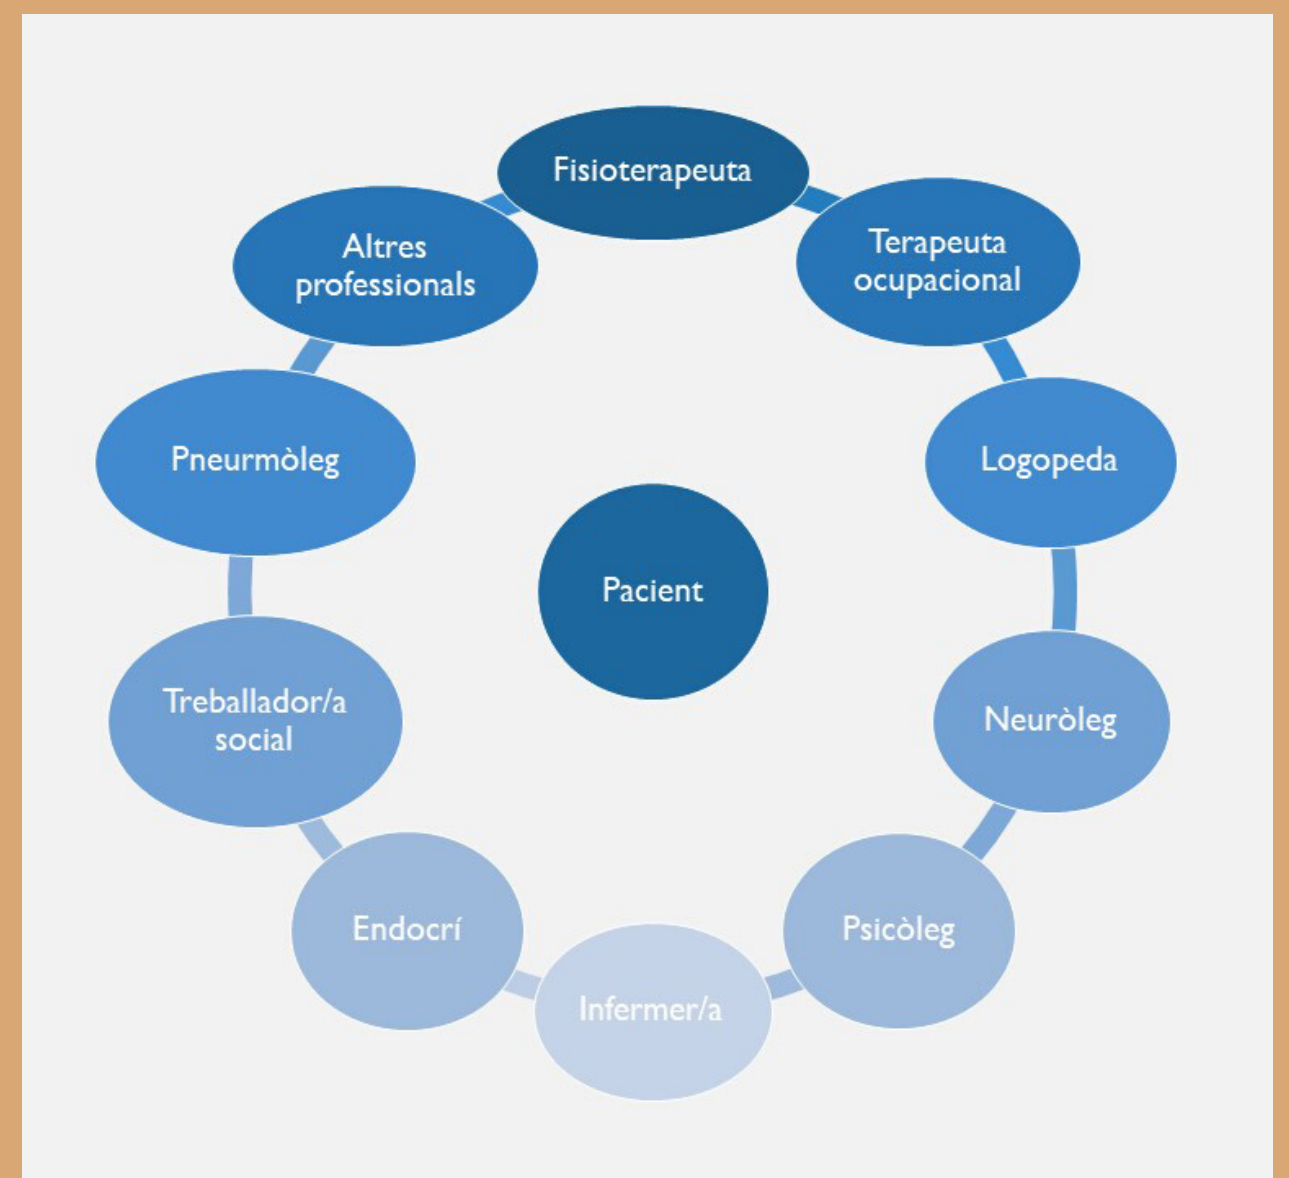 Fisioterapeuta
Terapeuta
ocupacional
Logopeda
Neuròleg
Psicòleg
Infermer/a
Endocrí
Treballador/a
social
Pneurmòleg
Altres
professionals
Pacient